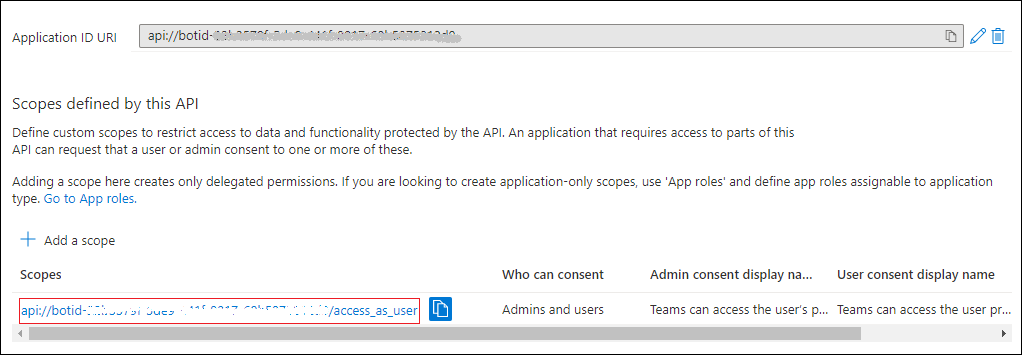 Application ID URI
api://botid-
Scopes defined by this API
Define custom scopes to restrict access to data and functionality protected by the API. An application that requires access to parts of this
API can request that a user or admin consent to one or more of these.
Adding a scope here creates only delegated permissions. If you are looking to create application-only scopes, use 'App roles' and define app roles assignable to application
type. Go to App roles.
Add a scope
Scopes Who can consent Admin consent display na... User consent display name
api://botid- /access_as_user Admins and users Teams can access the user's p... Teams can access the user pr...